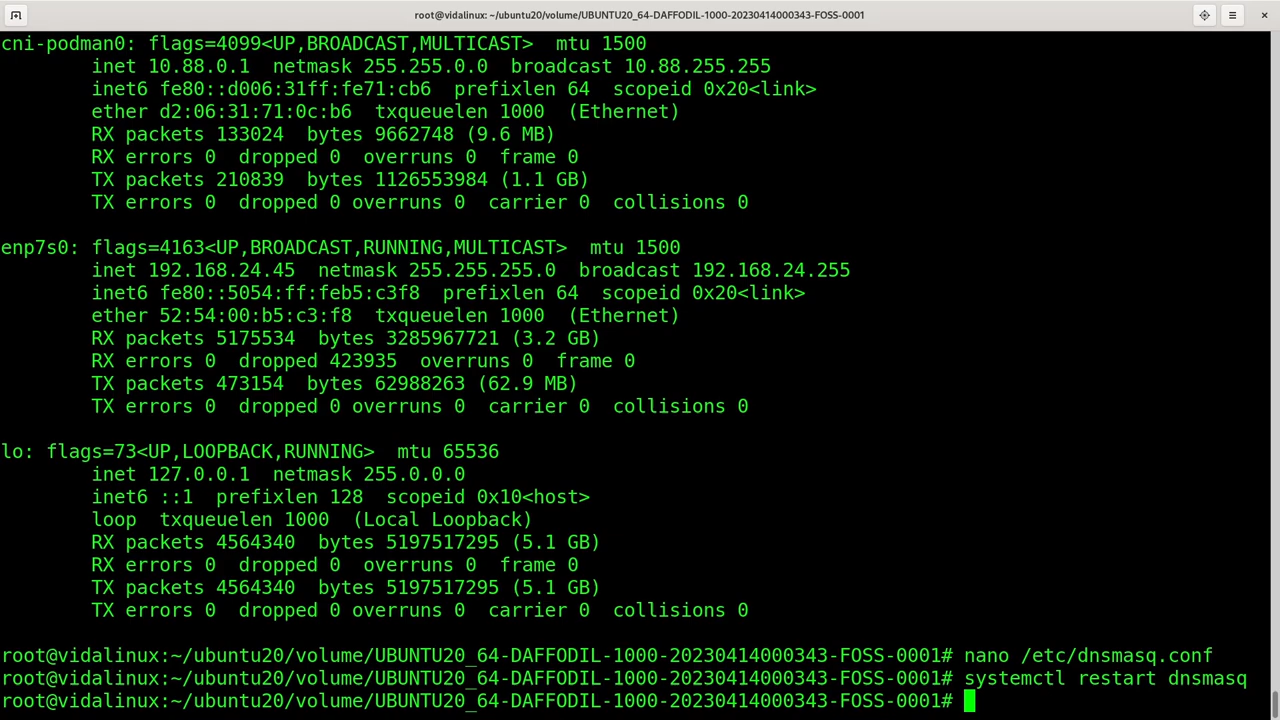 root@vidalinux: ~/ubuntu20/volume/UBUNTU20_64-DAFFODIL-1000-20230414000343-FOSS-0001
cni-podman0: flags=4099<UP,BROADCAST,MULTICAST>  mtu 1500
        inet 10.88.0.1  netmask 255.255.0.0  broadcast 10.88.255.255
        inet6 fe80::d006:31ff:fe71:cb6  prefixlen 64  scopeid 0x20<link>
        ether d2:06:31:71:0c:b6  txqueuelen 1000  (Ethernet)
        RX packets 133024  bytes 9662748 (9.6 MB)
        RX errors 0  dropped 0  overruns 0  frame 0
        TX packets 210839  bytes 1126553984 (1.1 GB)
        TX errors 0  dropped 0 overruns 0  carrier 0  collisions 0
enp7s0: flags=4163<UP,BROADCAST,RUNNING,MULTICAST>  mtu 1500
        inet 192.168.24.45  netmask 255.255.255.0  broadcast 192.168.24.255
        inet6 fe80::5054:ff:feb5:c3f8  prefixlen 64  scopeid 0x20<link>
        ether 52:54:00:b5:c3:f8  txqueuelen 1000  (Ethernet)
        RX packets 5175534  bytes 3285967721 (3.2 GB)
        RX errors 0  dropped 423935  overruns 0  frame 0
        TX packets 473154  bytes 62988263 (62.9 MB)
        TX errors 0  dropped 0 overruns 0  carrier 0  collisions 0
lo: flags=73<UP,LOOPBACK,RUNNING>  mtu 65536
        inet 127.0.0.1  netmask 255.0.0.0
        inet6 ::1  prefixlen 128  scopeid 0x10<host>
        loop  txqueuelen 1000  (Local Loopback)
        RX packets 4564340  bytes 5197517295 (5.1 GB)
        RX errors 0  dropped 0  overruns 0  frame 0
        TX packets 4564340  bytes 5197517295 (5.1 GB)
        TX errors 0  dropped 0 overruns 0  carrier 0  collisions 0
root@vidalinux:~/ubuntu20/volume/UBUNTU20_64-DAFFODIL-1000-20230414000343-FOSS-0001# nano /etc/dnsmasq.conf
root@vidalinux:~/ubuntu20/volume/UBUNTU20_64-DAFFODIL-1000-20230414000343-FOSS-0001# systemctl restart dnsmasq
root@vidalinux:~/ubuntu20/volume/UBUNTU20_64-DAFFODIL-1000-20230414000343-FOSS-0001#